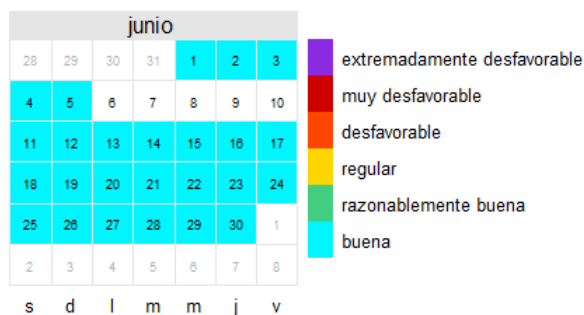 junio
28 29 30 31 1 2 3
4 5 6 7 8 9 10
11 12 13 14 15 16 17
18 19 20 21 22 23 24
25 26 27 28 29 30 1
2 3 4 5 6 7 8
s d l m m j v
extremadamente desfavorable
muy desfavorable
desfavorable
regular
razonablemente buena
buena